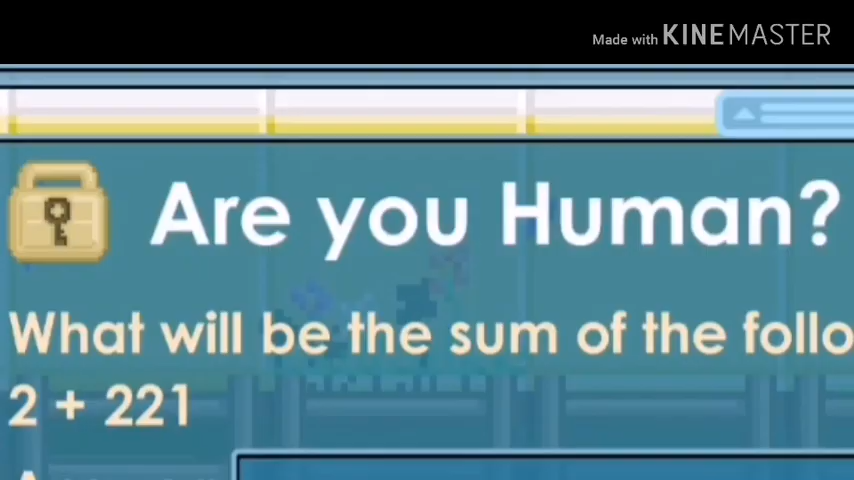 Made with KINEMASTER
Are you Human?
What will be the sum of the follo
2 + 221